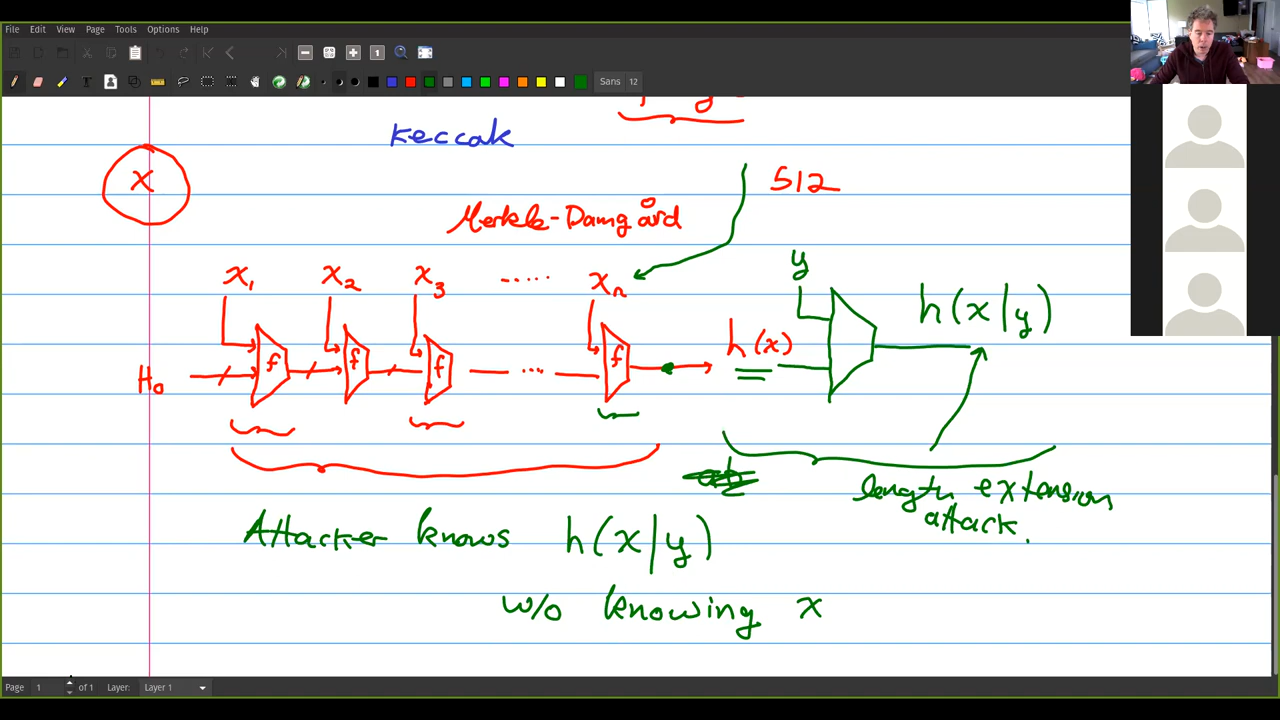 File Edit View Page Tools Options Help
1
Sans 12
Keccak
X
512
Merkle-Damgård
x1 x2 x3 ..... xn
y
h(x|y)
H0 f f f ... f h(x)
length extension
attack.
Attacker knows h(x|y)
w/o knowing x
Page 1 of 1 Layer: Layer 1